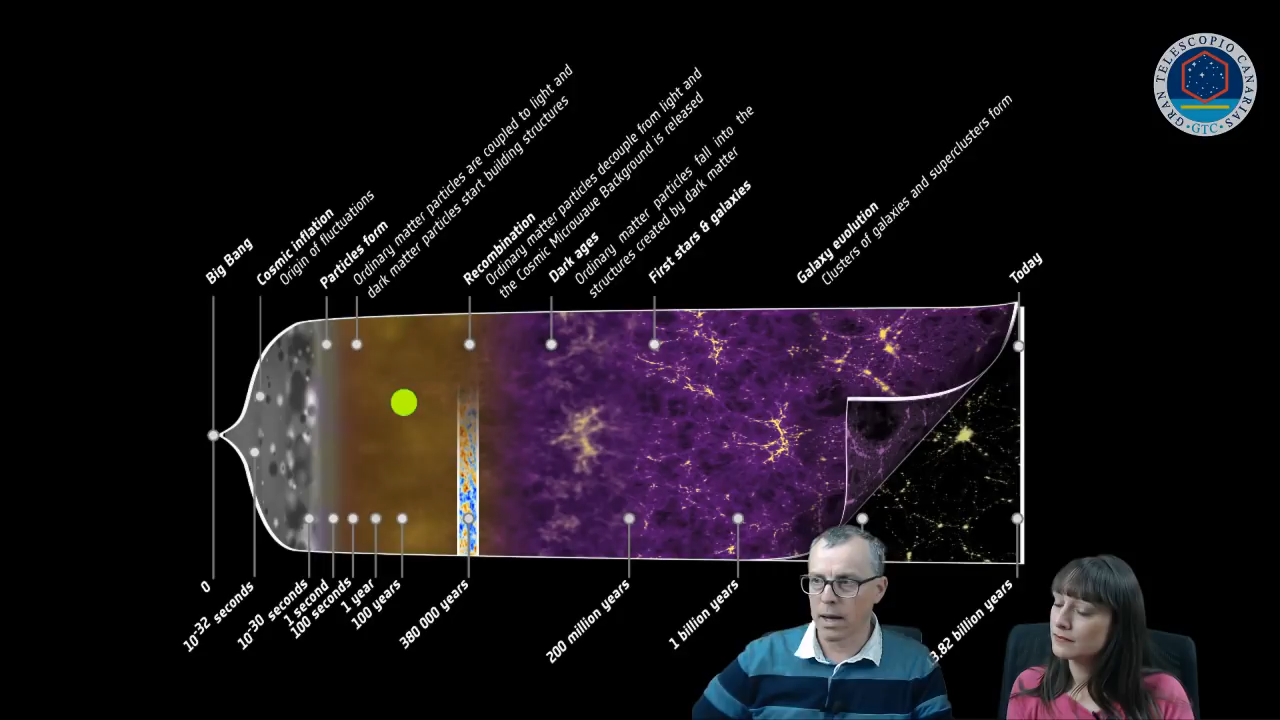 GRAN TELESCOPIO CANARIAS
·GTC·
Big Bang
Cosmic inflation
Origin of fluctuations
Particles form
Ordinary matter particles are coupled to light and
dark matter particles start building structures
Recombination
Ordinary matter particles decouple from light and
the Cosmic Microwave Background is released
Dark ages
Ordinary matter particles fall into the
structures created by dark matter
First stars & galaxies
Galaxy evolution
Clusters of galaxies and superclusters form
Today
0
10-32 seconds
10-30 seconds
1 second
100 seconds
1 year
100 years
380 000 years
200 million years
1 billion years
3.82 billion years